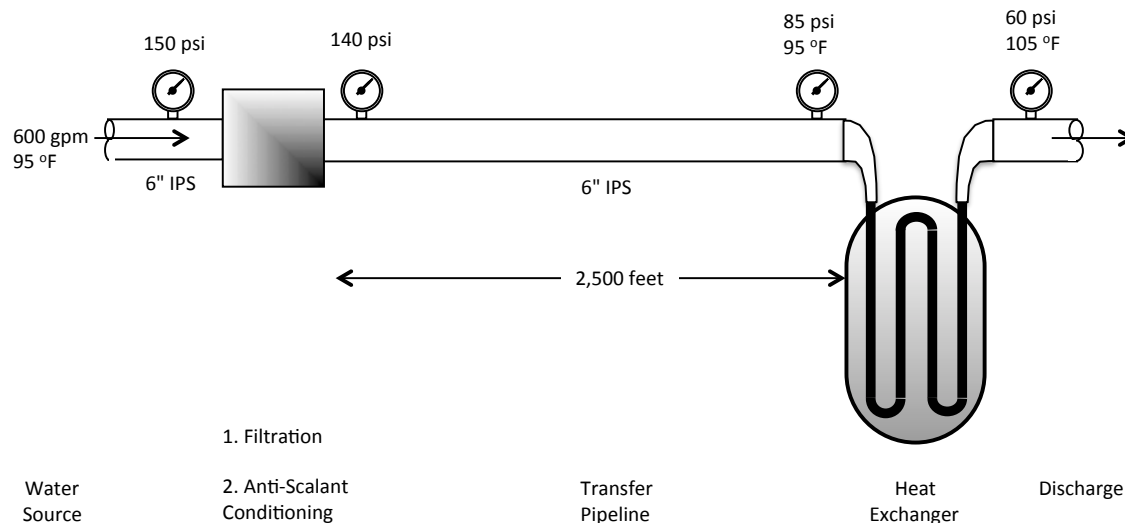 150 psi
140 psi
85 psi
95 °F
60 psi
105 °F
600 gpm
95 °F
6" IPS
6" IPS
2,500 feet
1. Filtration
2. Anti-Scalant
Conditioning
Water
Source
Transfer
Pipeline
Heat
Exchanger
Discharge